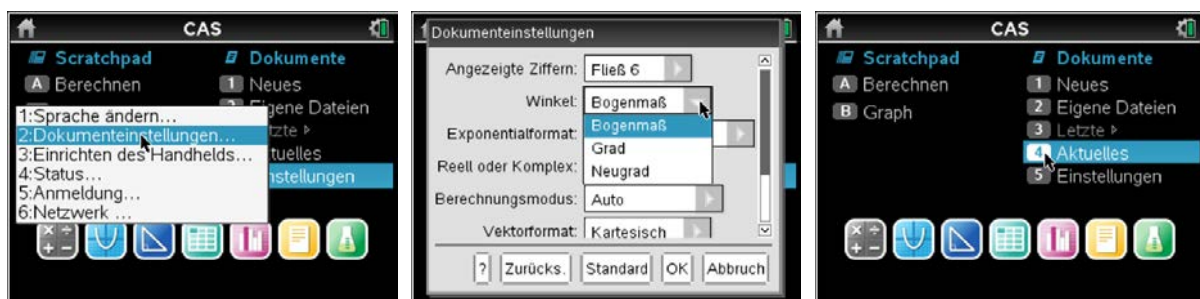 CAS
Scratchpad Dokumente
A Berechnen 1 Neues
Eigene Dateien
1:Sprache ändern...
2:Dokumenteinstellungen...
3:Einrichten des Handhelds...
4:Status...
5:Anmeldung...
6:Netzwerk ...
Dokumenteinstellungen
Angezeigte Ziffern: Fließ 6
Winkel: Bogenmaß
Bogenmaß
Grad
Neugrad
Exponentialformat:
Reell oder Komplex:
Berechnungsmodus: Auto
Vektorformat: Kartesisch
? Zurücks. Standard OK Abbruch
CAS
Scratchpad Dokumente
A Berechnen 1 Neues
B Graph 2 Eigene Dateien
3 Letzte
4 Aktuelles
5 Einstellungen